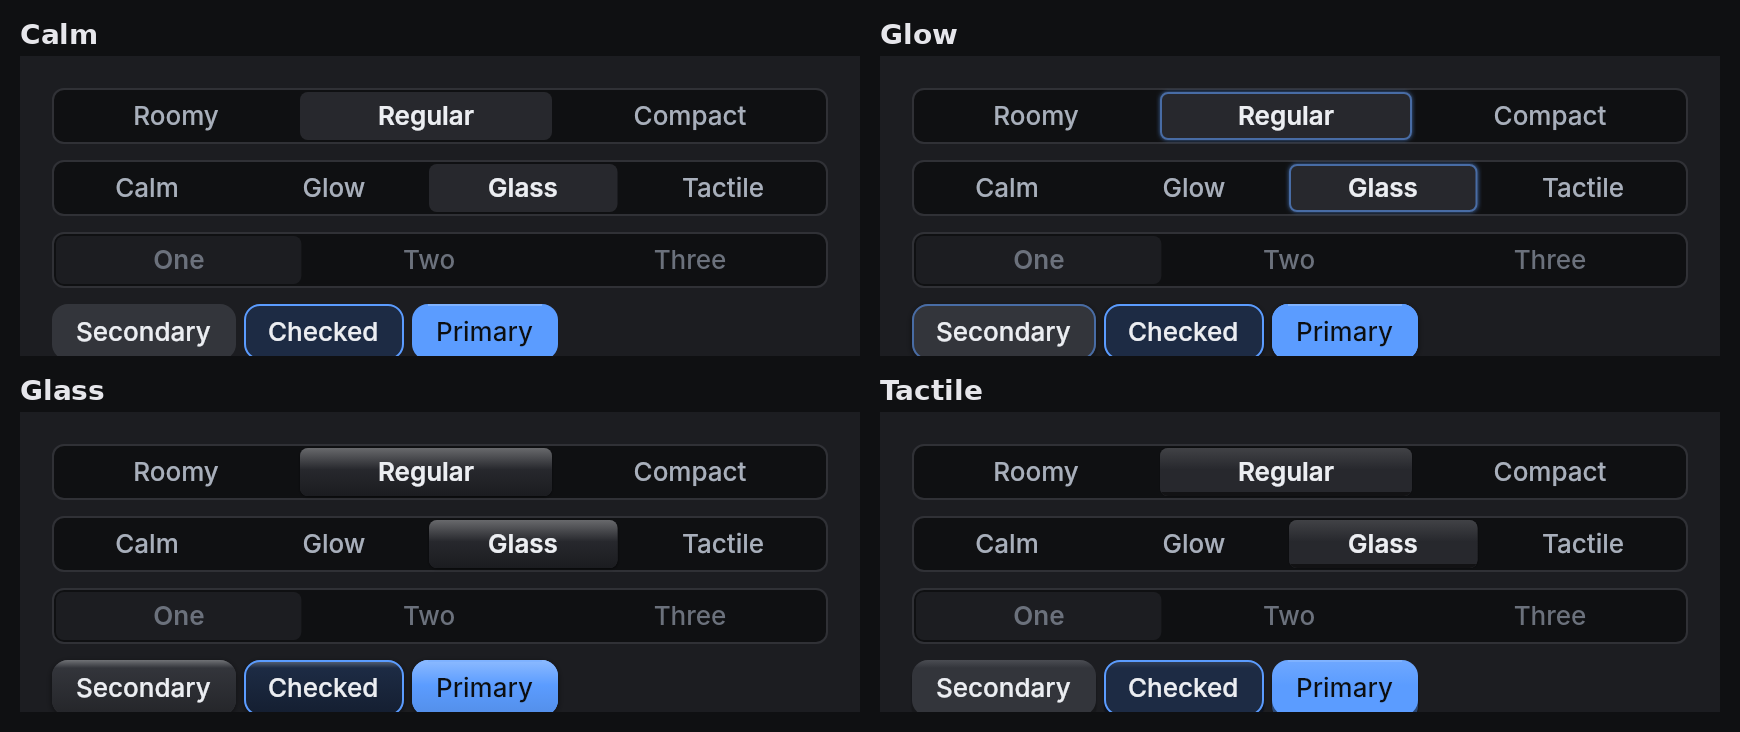 Calm
Roomy Regular Compact
Calm Glow Glass Tactile
One Two Three
Secondary Checked Primary
Glow
Roomy Regular Compact
Calm Glow Glass Tactile
One Two Three
Secondary Checked Primary
Glass
Roomy Regular Compact
Calm Glow Glass Tactile
One Two Three
Secondary Checked Primary
Tactile
Roomy Regular Compact
Calm Glow Glass Tactile
One Two Three
Secondary Checked Primary